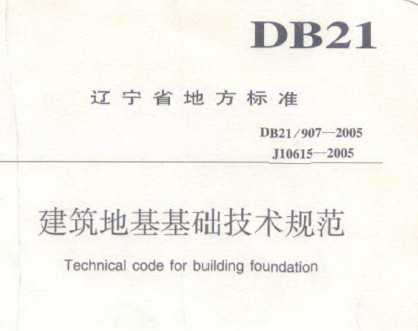 DB21
辽宁省地方标准
DB21/907—2005
J10615—2005
建筑地基基础技术规范
Technical code for building foundation